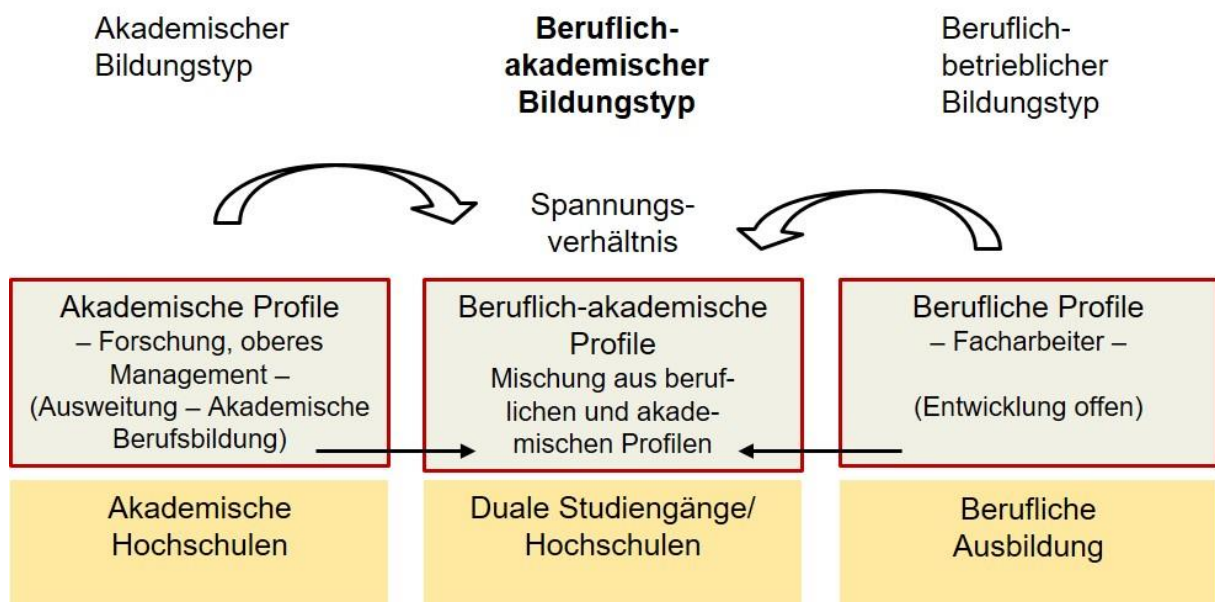 Akademischer
Bildungstyp
Beruflich-
akademischer
Bildungstyp
Beruflich-
betrieblicher
Bildungstyp
Spannungs-
verhältnis
Akademische Profile
– Forschung, oberes
Management –
(Ausweitung – Akademische
Berufsbildung)
Beruflich-akademische
Profile
Mischung aus beruf-
lichen und akade-
mischen Profilen
Berufliche Profile
– Facharbeiter –
(Entwicklung offen)
Akademische
Hochschulen
Duale Studiengänge/
Hochschulen
Berufliche
Ausbildung